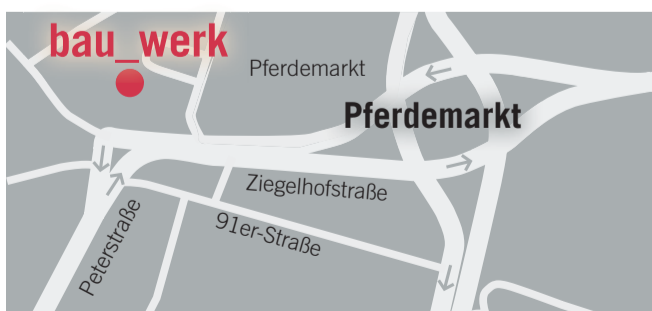 bau_werk
Pferdemarkt
Pferdemarkt
Ziegelhofstraße
91er-Straße
Peterstraße